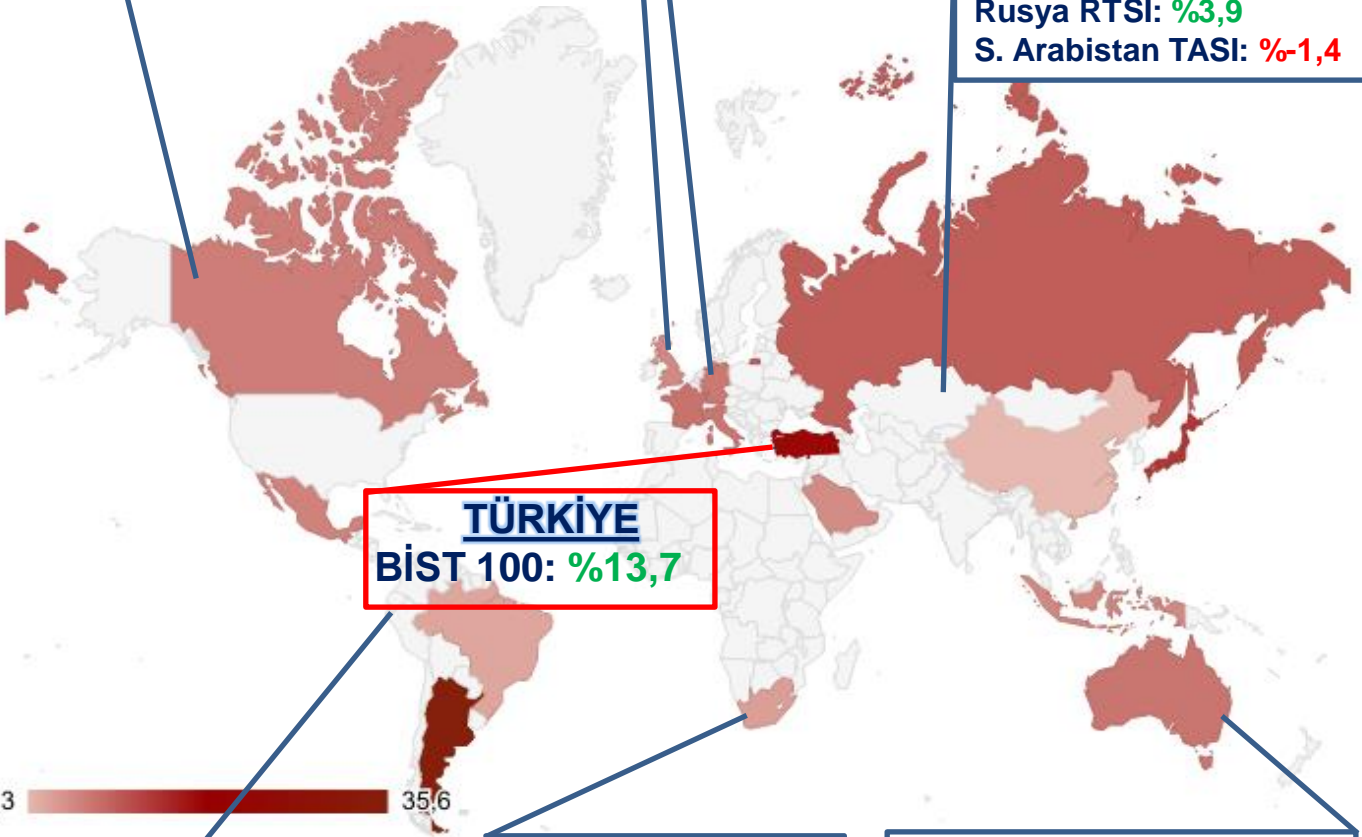 Rusya RTSI: %3,9
S. Arabistan TASI: %-1,4
TÜRKİYE
BİST 100: %13,7
3
35,6